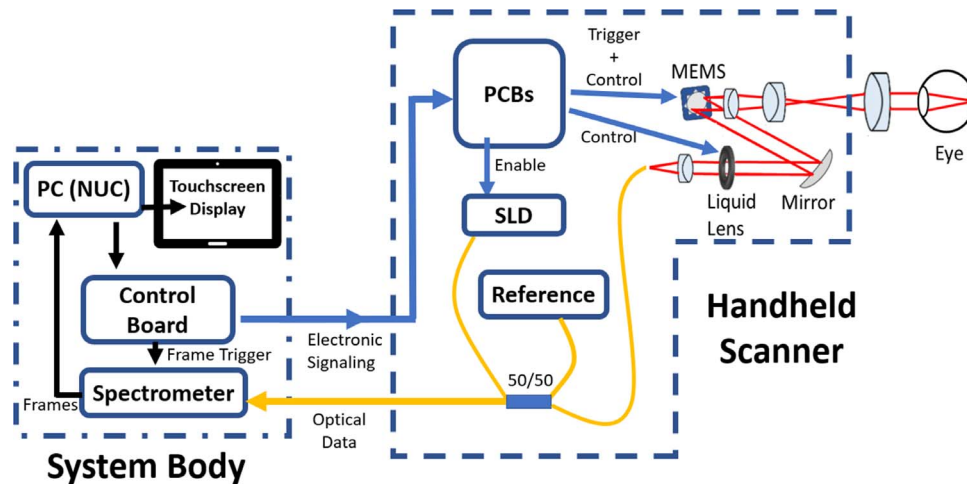 PC (NUC)
Touchscreen
Display
Control
Board
Frame Trigger
Spectrometer
Frames
System Body
Electronic
Signaling
Optical
Data
PCBs
Trigger
+
Control
Control
Enable
SLD
Reference
50/50
MEMS
Liquid
Lens
Mirror
Eye
Handheld
Scanner